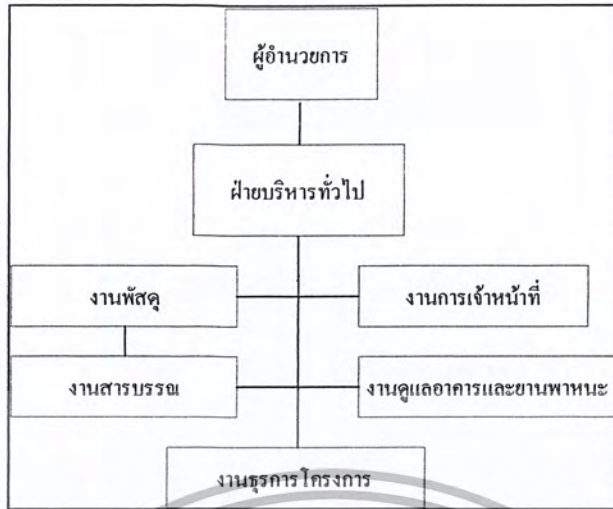 ผู้อำนวยการ
ฝ่ายบริหารทั่วไป
งานพัสดุ
งานการเจ้าหน้าที่
งานสารบรรณ
งานดูแลอาคารและยานพาหนะ
งานธุรการโครงการ